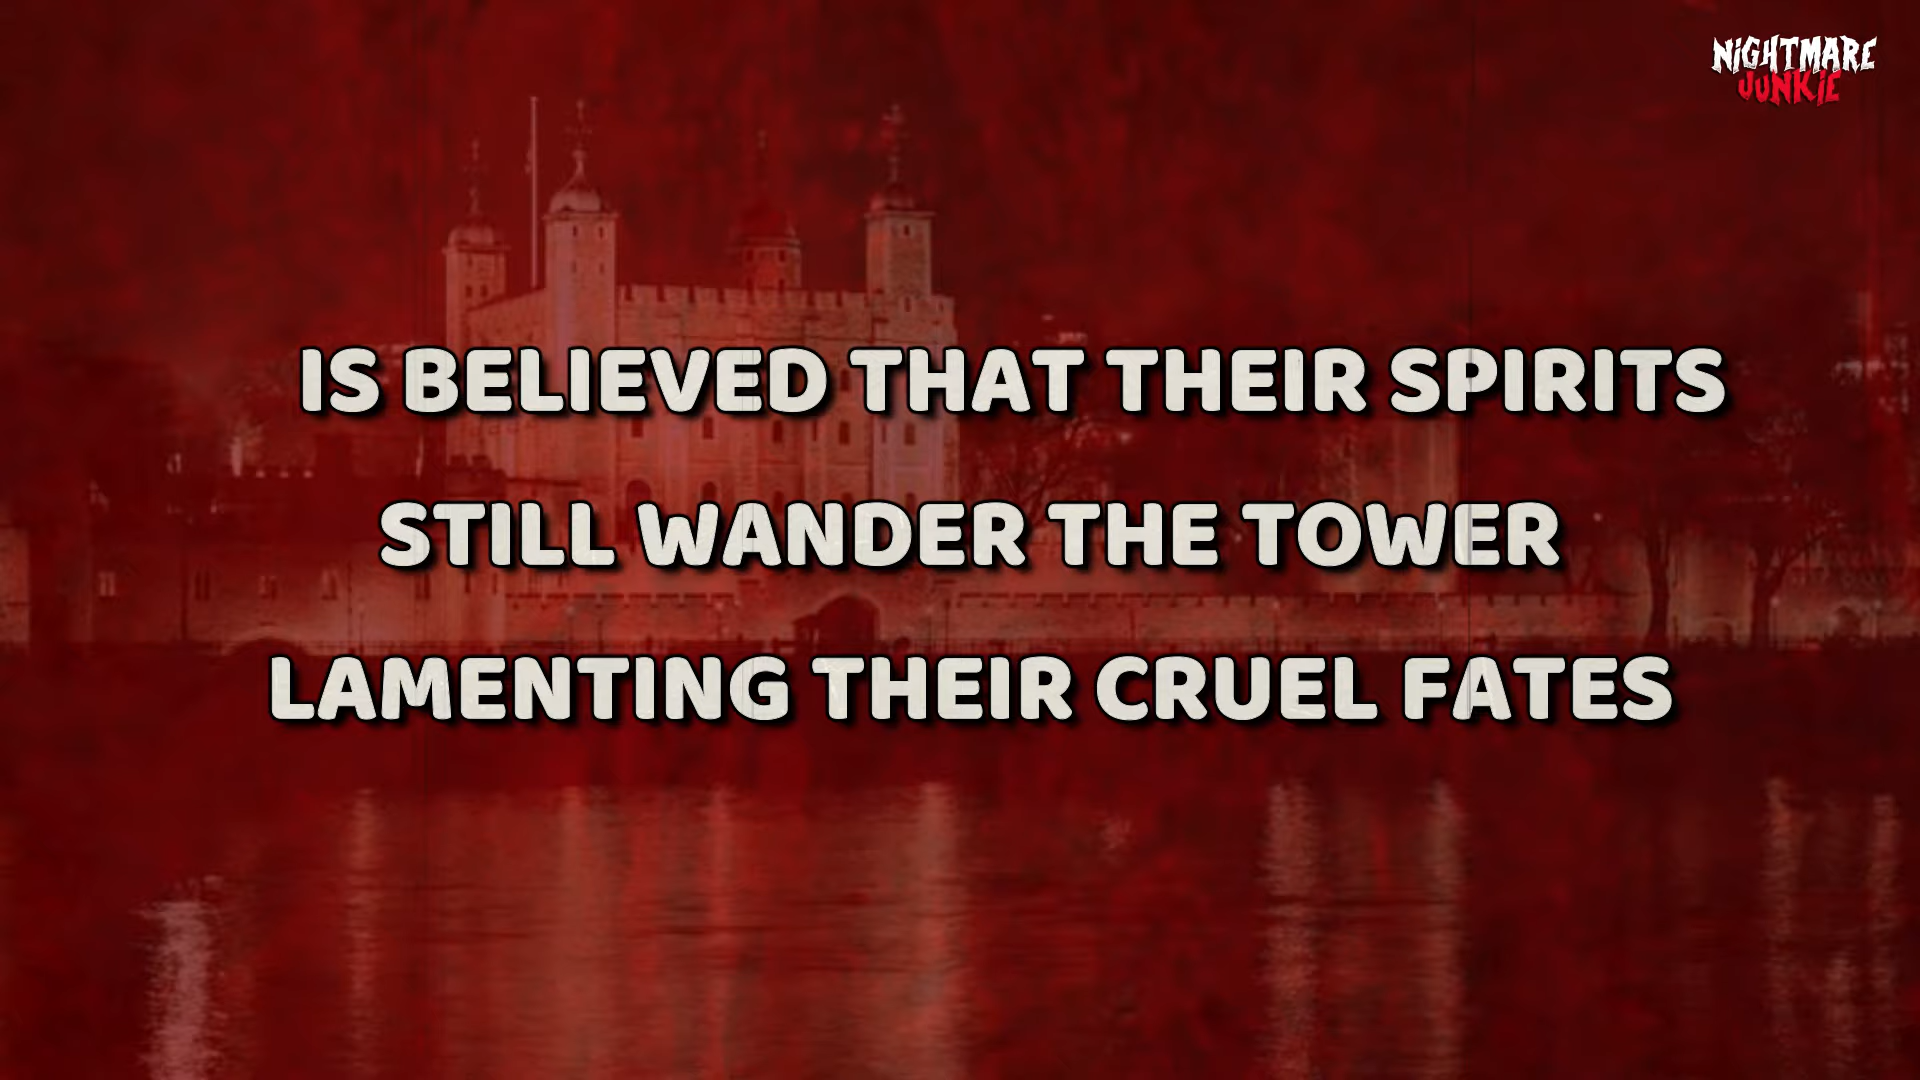 NIGHTMARE
JUNKIE
IS BELIEVED THAT THEIR SPIRITS
STILL WANDER THE TOWER
LAMENTING THEIR CRUEL FATES